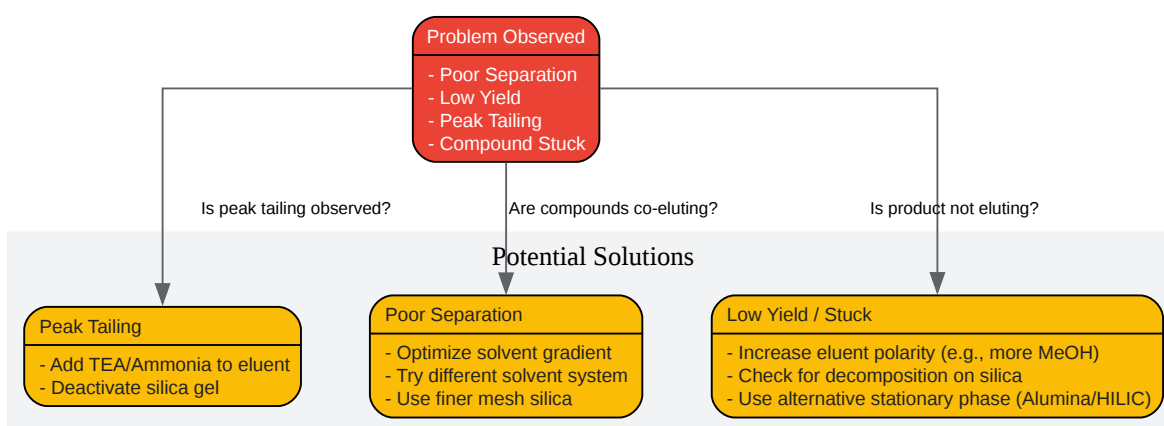 Problem Observed
- Poor Separation
- Low Yield
- Peak Tailing
- Compound Stuck
Is peak tailing observed?
Are compounds co-eluting?
Is product not eluting?
Potential Solutions
Peak Tailing
- Add TEA/Ammonia to eluent
- Deactivate silica gel
Poor Separation
- Optimize solvent gradient
- Try different solvent system
- Use finer mesh silica
Low Yield / Stuck
- Increase eluent polarity (e.g., more MeOH)
- Check for decomposition on silica
- Use alternative stationary phase (Alumina/HILIC)